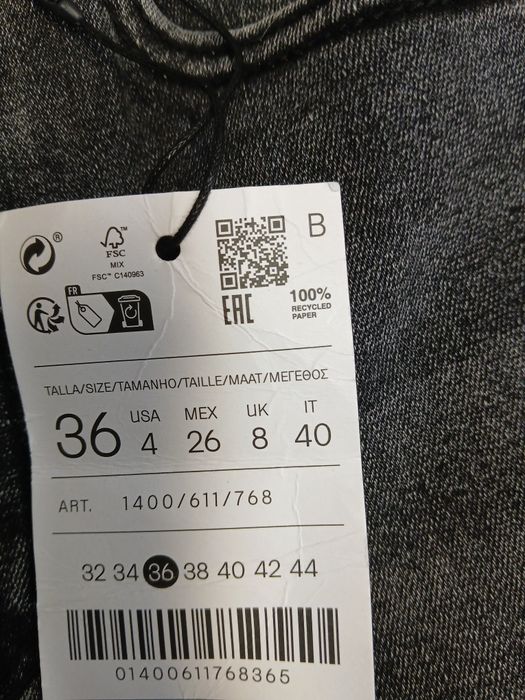 ®
B
FSC™
MIX
FSC™ C140963
FR
EAC
100%
RECYCLED
PAPER
TALLA/SIZE/TAMANHO/TAILLE/MAAT/ΜΕΓΕΘΟΣ
36 USA 4 MEX 26 UK 8 IT 40
ART. 1400/611/768
32 34 36 38 40 42 44
01400611768365